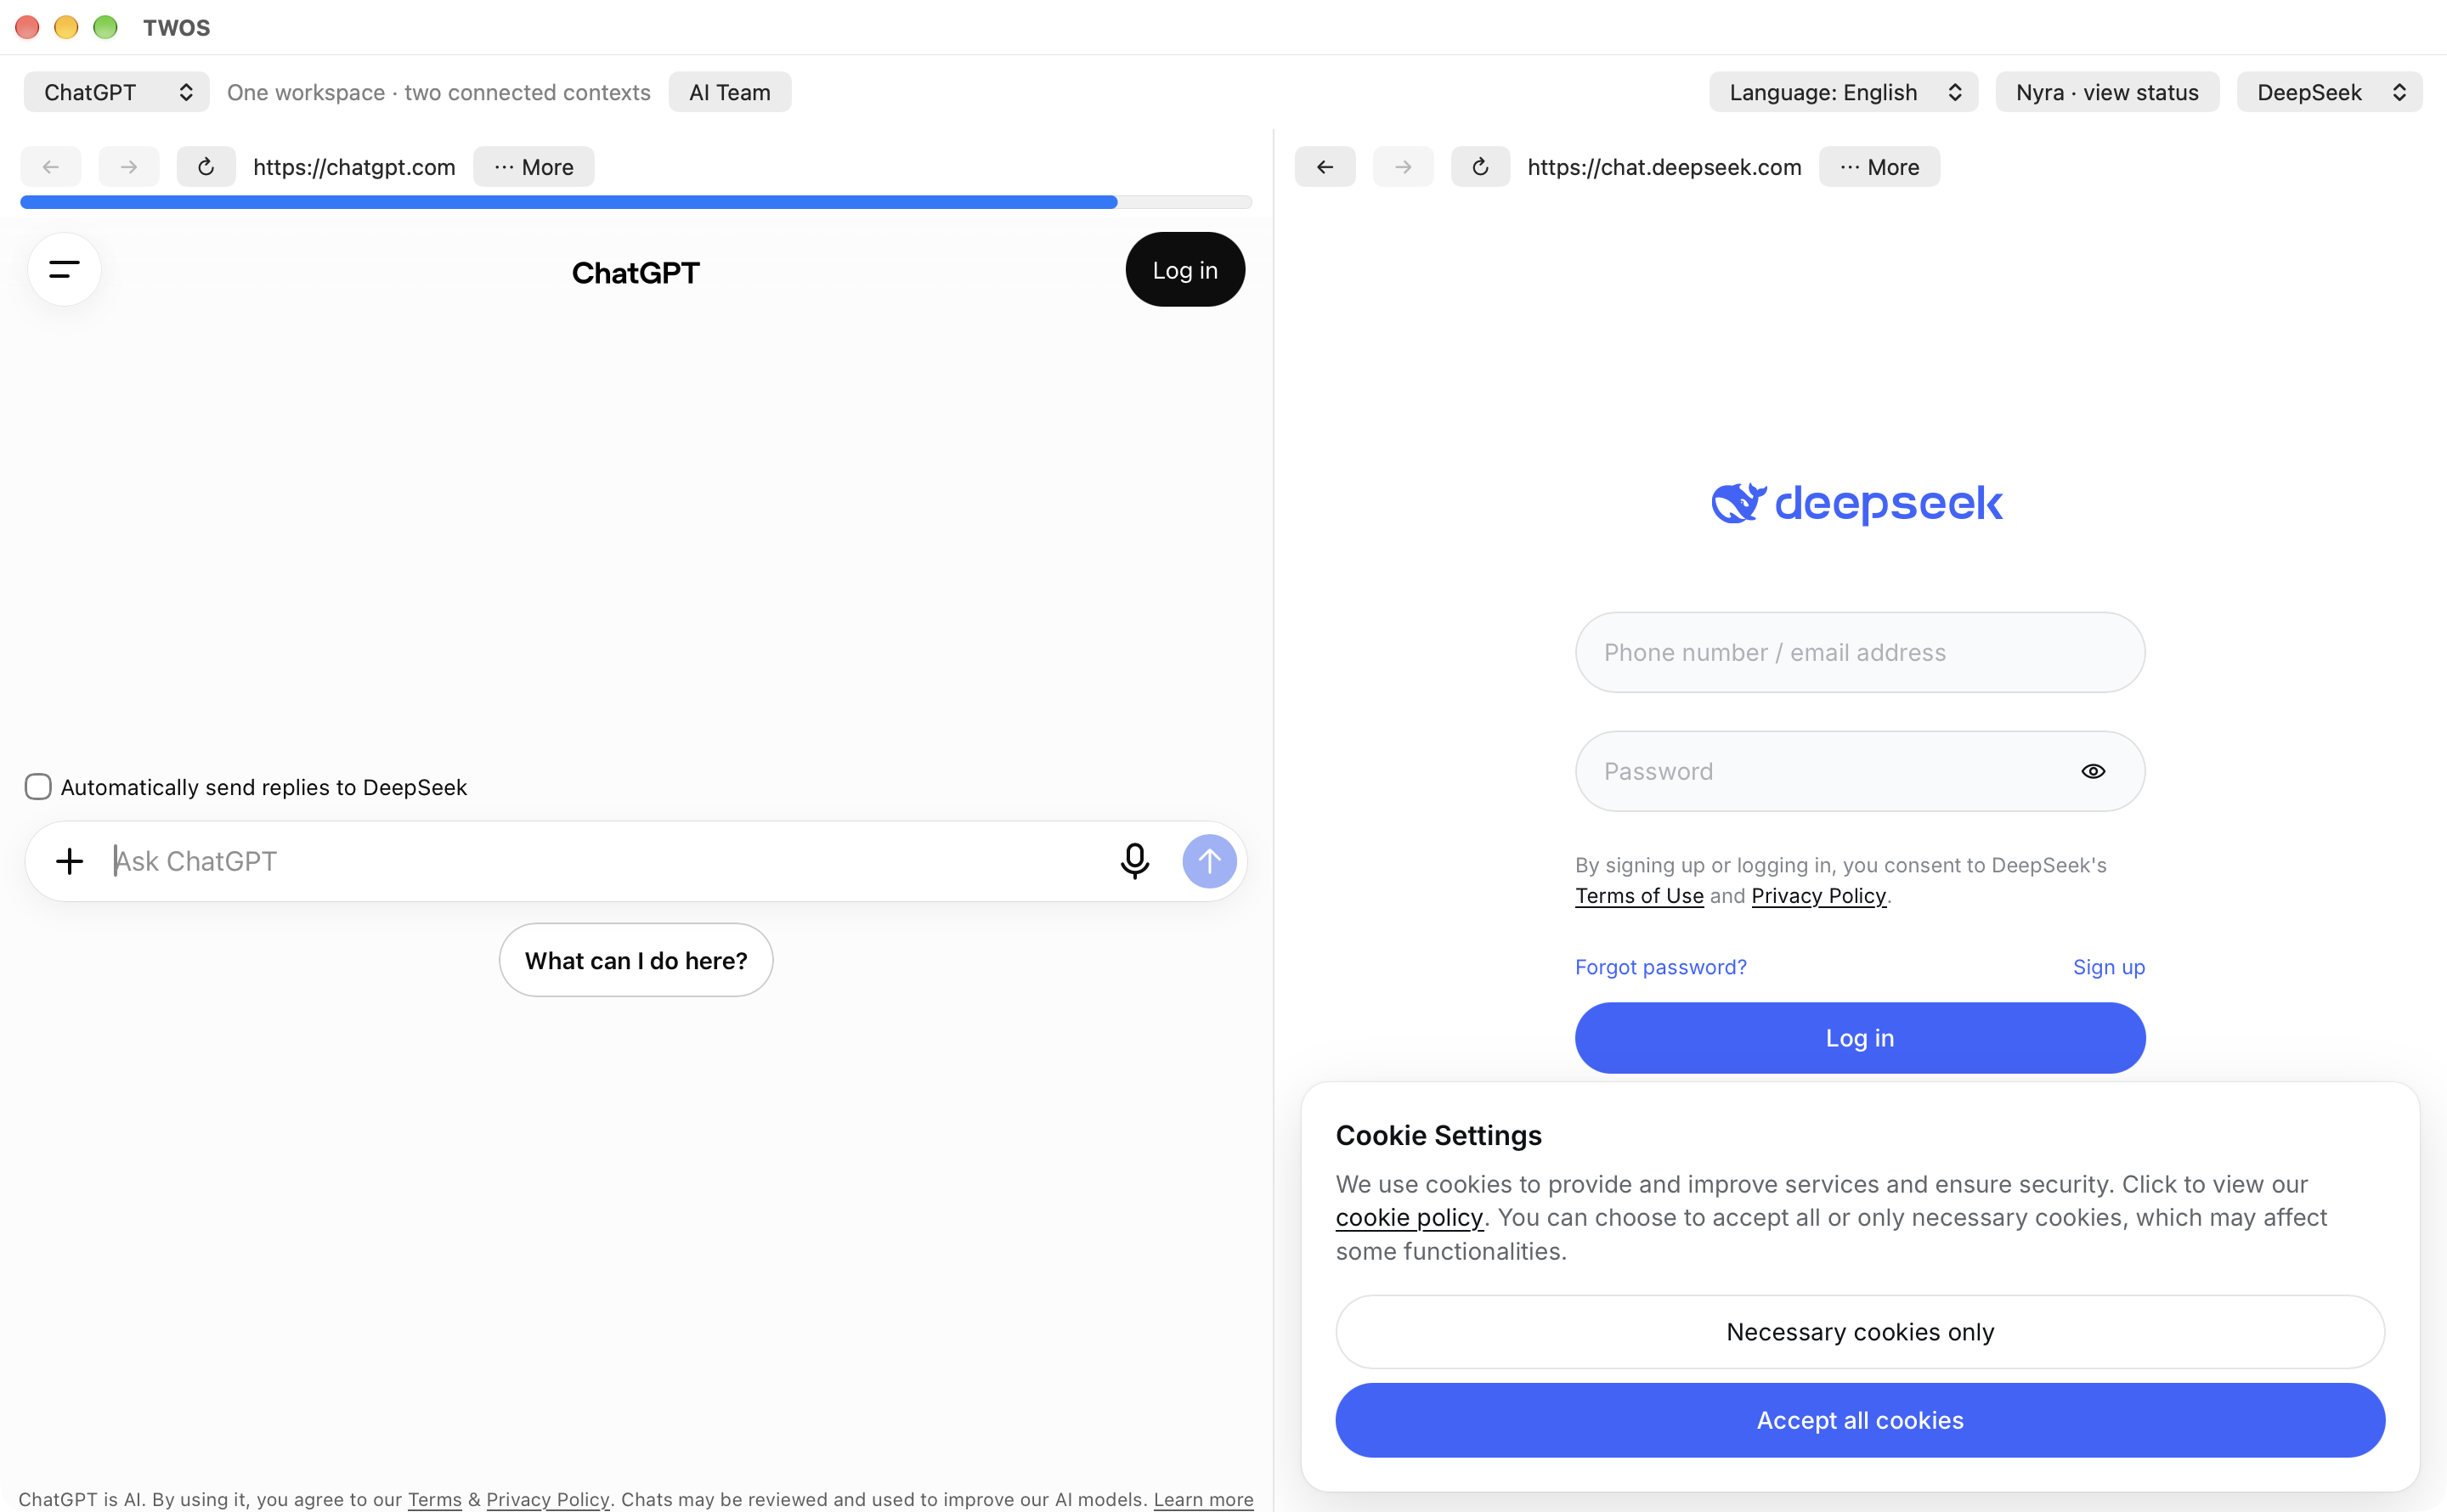 TWOS
ChatGPT
One workspace · two connected contexts
AI Team
Language: English
Nyra · view status
DeepSeek
https://chatgpt.com
··· More
ChatGPT
Log in
Automatically send replies to DeepSeek
Ask ChatGPT
What can I do here?
ChatGPT is AI. By using it, you agree to our Terms & Privacy Policy. Chats may be reviewed and used to improve our AI models. Learn more
https://chat.deepseek.com
··· More
deepseek
Phone number / email address
Password
By signing up or logging in, you consent to DeepSeek's
Terms of Use and Privacy Policy.
Forgot password?
Sign up
Log in
Cookie Settings
We use cookies to provide and improve services and ensure security. Click to view our
cookie policy. You can choose to accept all or only necessary cookies, which may affect
some functionalities.
Necessary cookies only
Accept all cookies